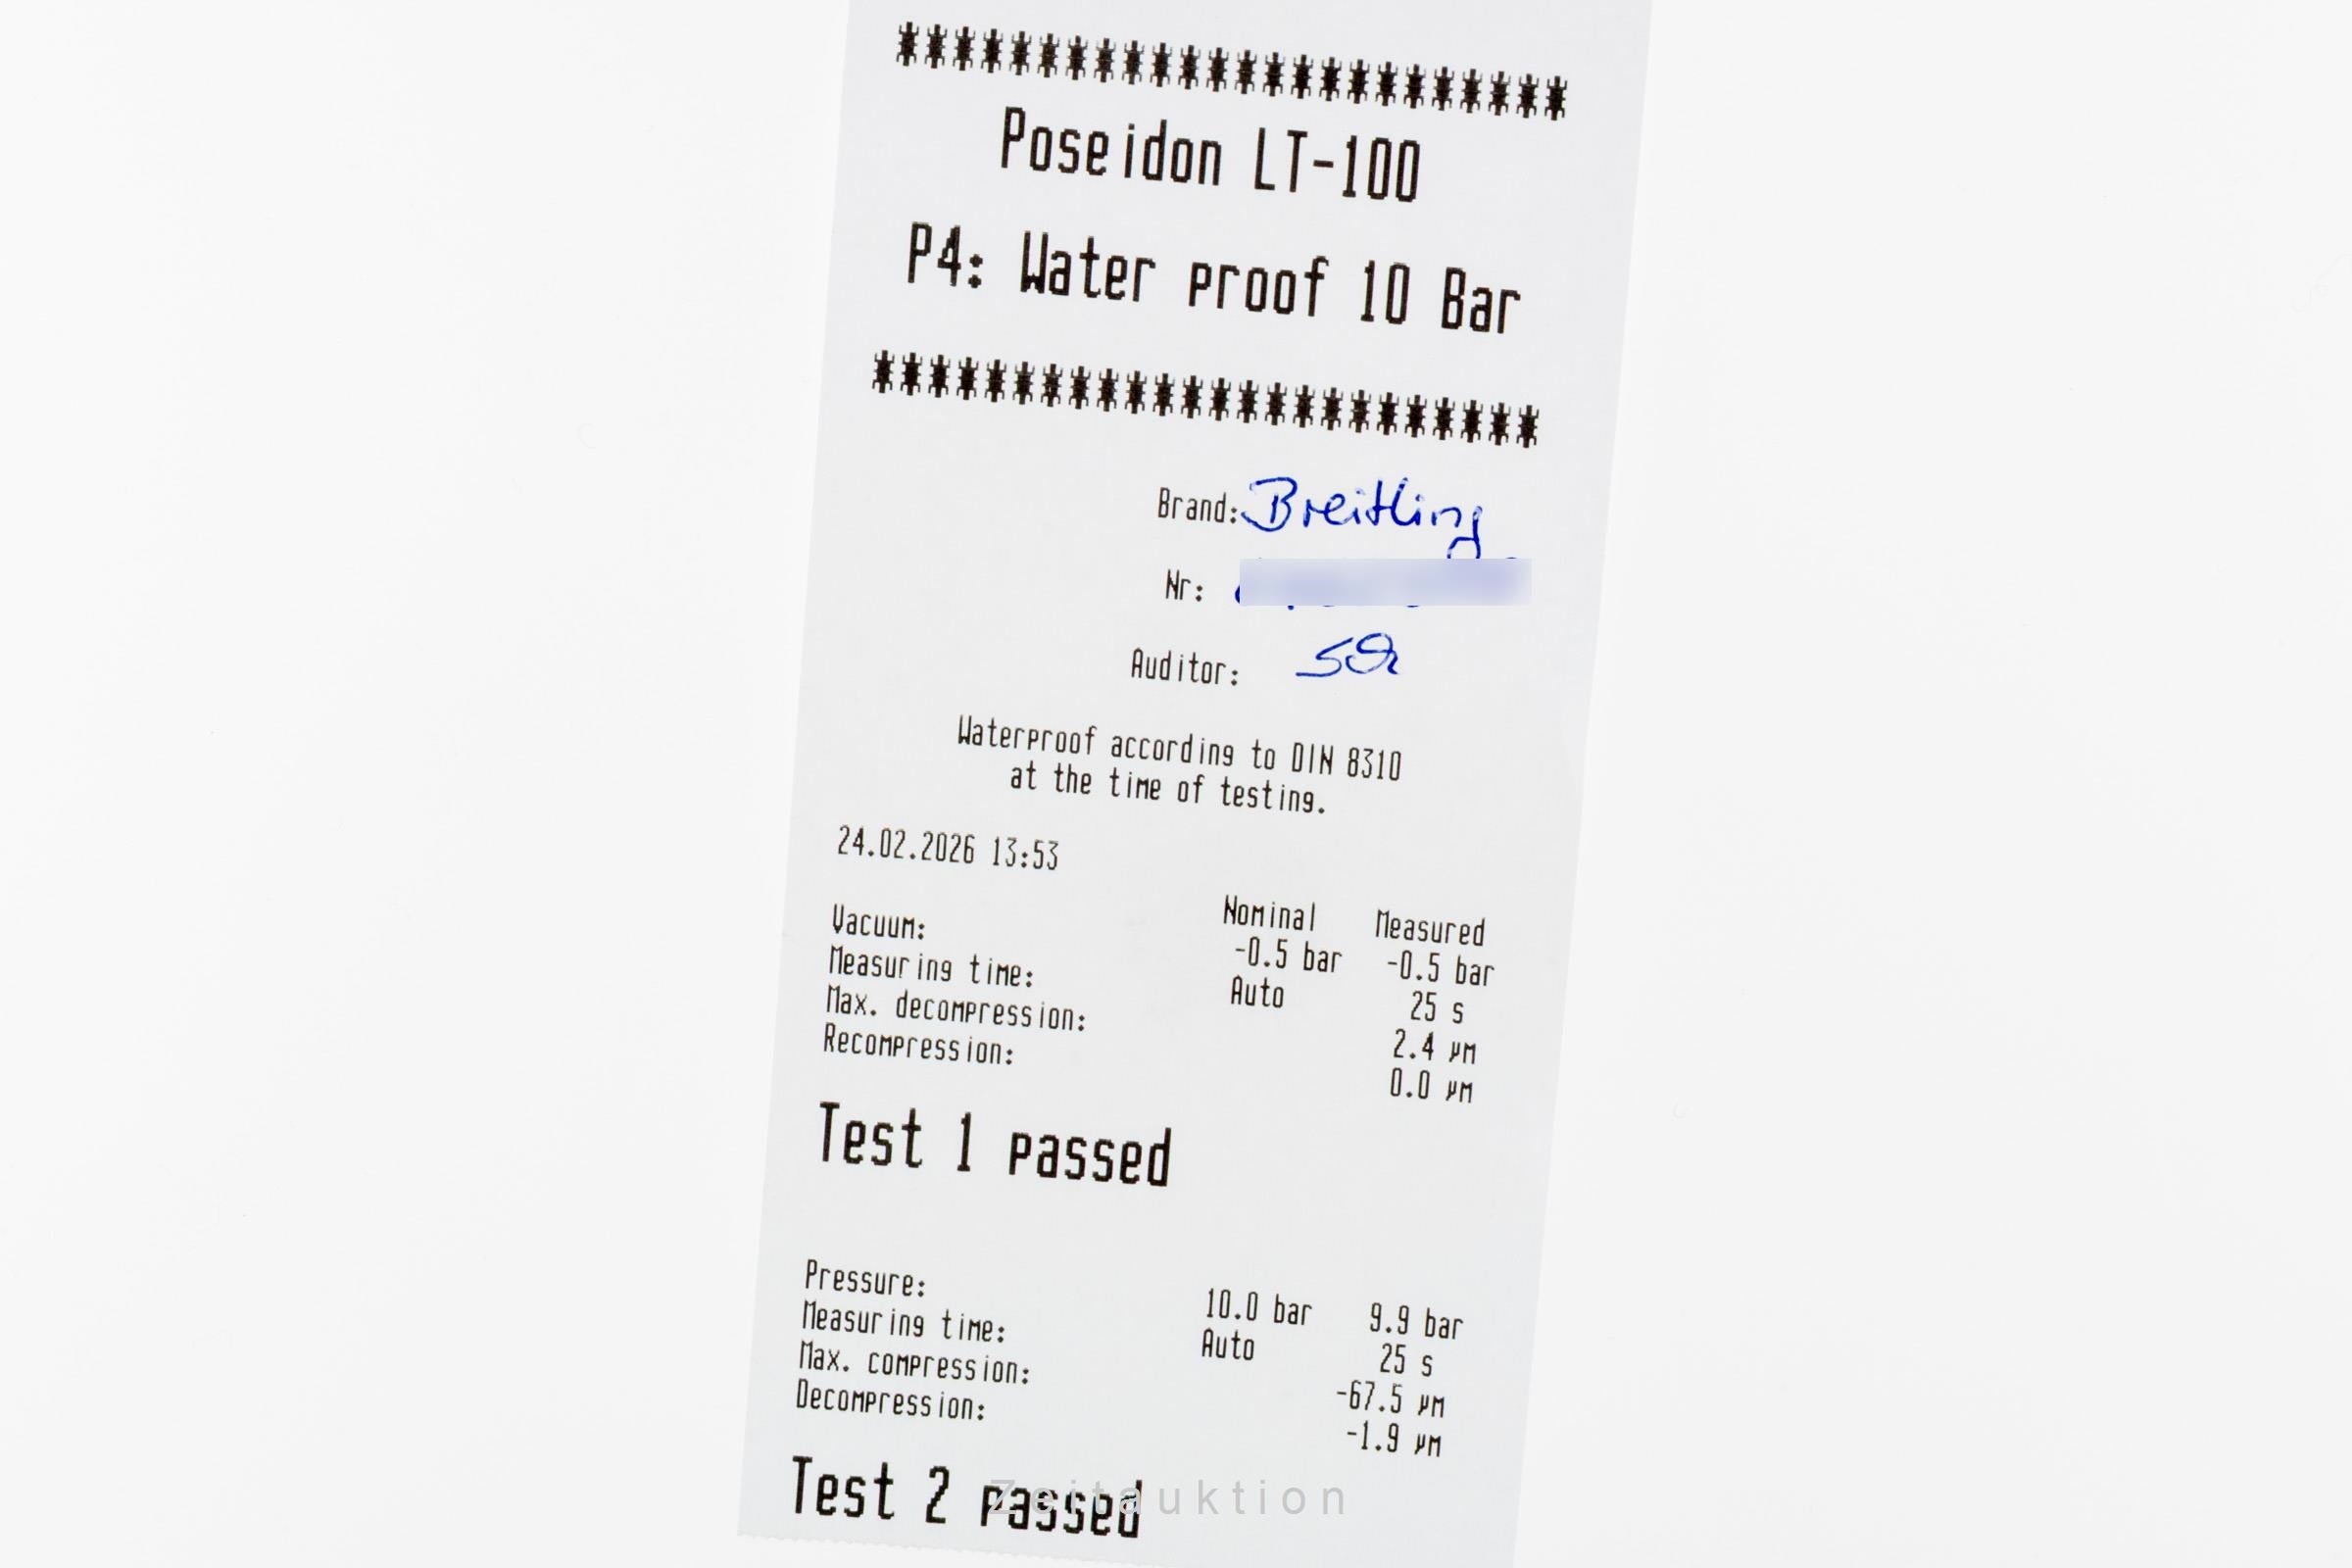 ************************
Poseidon LT-100
P4: Water proof 10 Bar
************************
Brand: Breitling
Nr:
Auditor:
Waterproof according to DIN 8310
at the time of testing.
24.02.2026 13:53
Nominal Measured
Vacuum: -0.5 bar -0.5 bar
Measuring time: Auto 25 s
Max. decompression: 2.4 µm
Recompression: 0.0 µm
Test 1 passed
Pressure: 10.0 bar 9.9 bar
Measuring time: Auto 25 s
Max. compression: -67.5 µm
Decompression: -1.9 µm
Test 2 passed
Zeitauktion